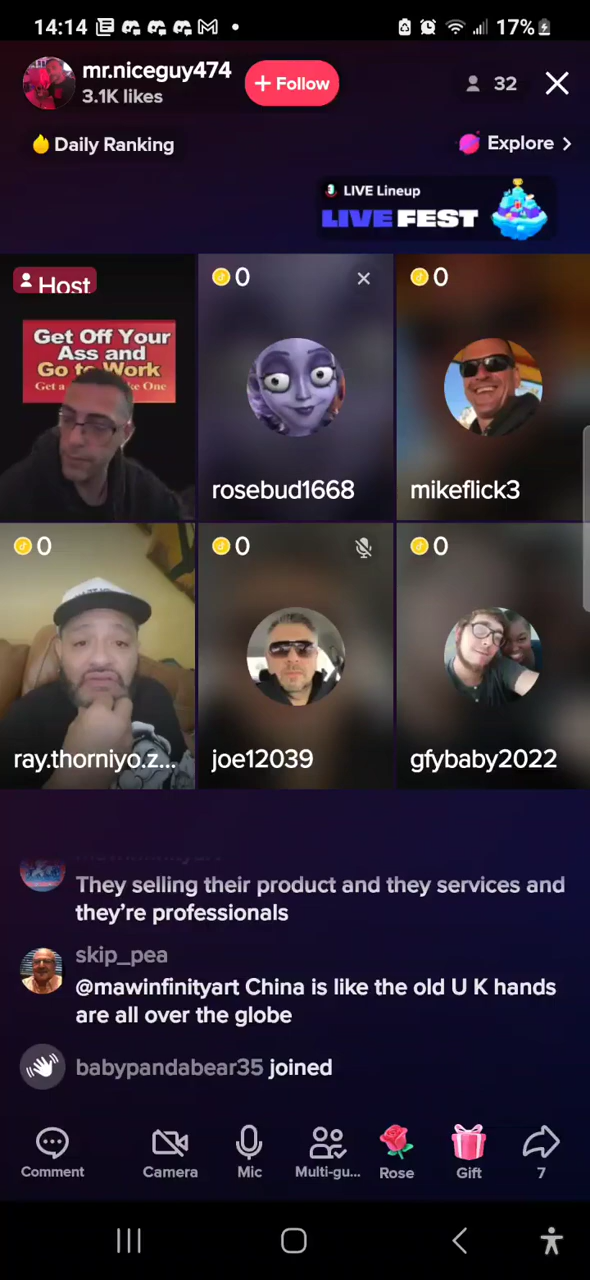 14:14
17%
mr.niceguy474
3.1K likes
+ Follow
32
Daily Ranking
Explore >
LIVE Lineup
LIVE FEST
Host
0
0
Get Off Your
Ass and
Go to Work
Get a
ke One
rosebud1668
mikeflick3
0
0
0
ray.thorniyo.z...
joe12039
gfybaby2022
They selling their product and they services and
they're professionals
skip_pea
@mawinfinityart China is like the old U K hands
are all over the globe
babypandabear35 joined
Comment
Camera
Mic
Multi-gu...
Rose
Gift
7